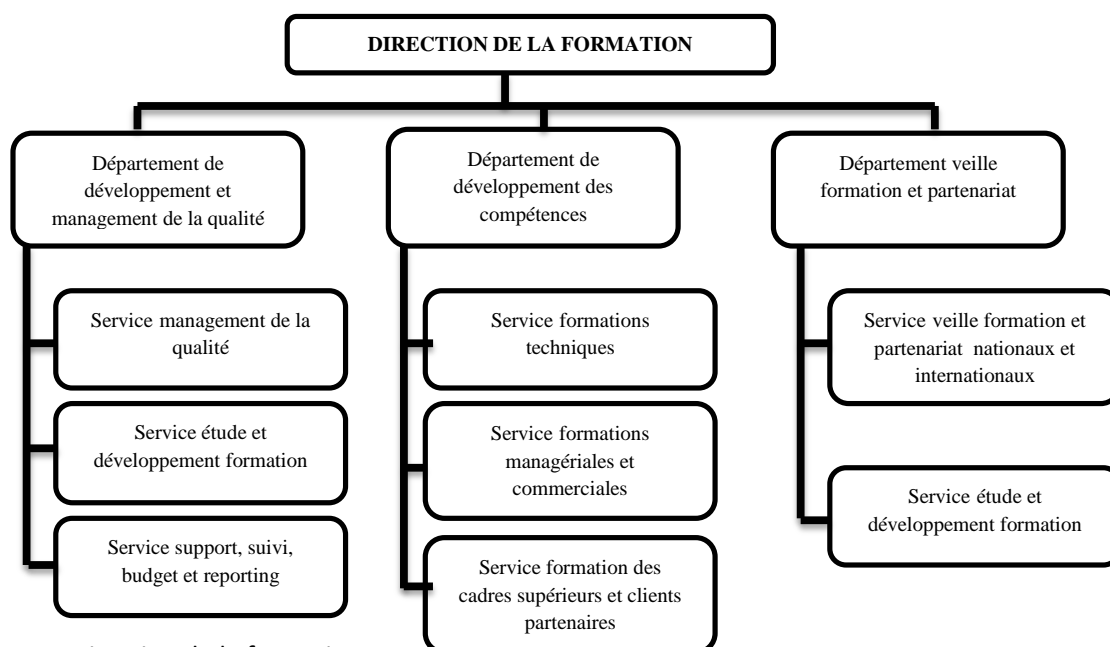 DIRECTION DE LA FORMATION
Département de
développement et
management de la qualité
Service management de la
qualité
Service étude et
développement formation
Service support, suivi,
budget et reporting
Département de
développement des
compétences
Service formations
techniques
Service formations
managériales et
commerciales
Service formation des
cadres supérieurs et clients
partenaires
Département veille
formation et partenariat
Service veille formation et
partenariat nationaux et
internationaux
Service étude et
développement formation